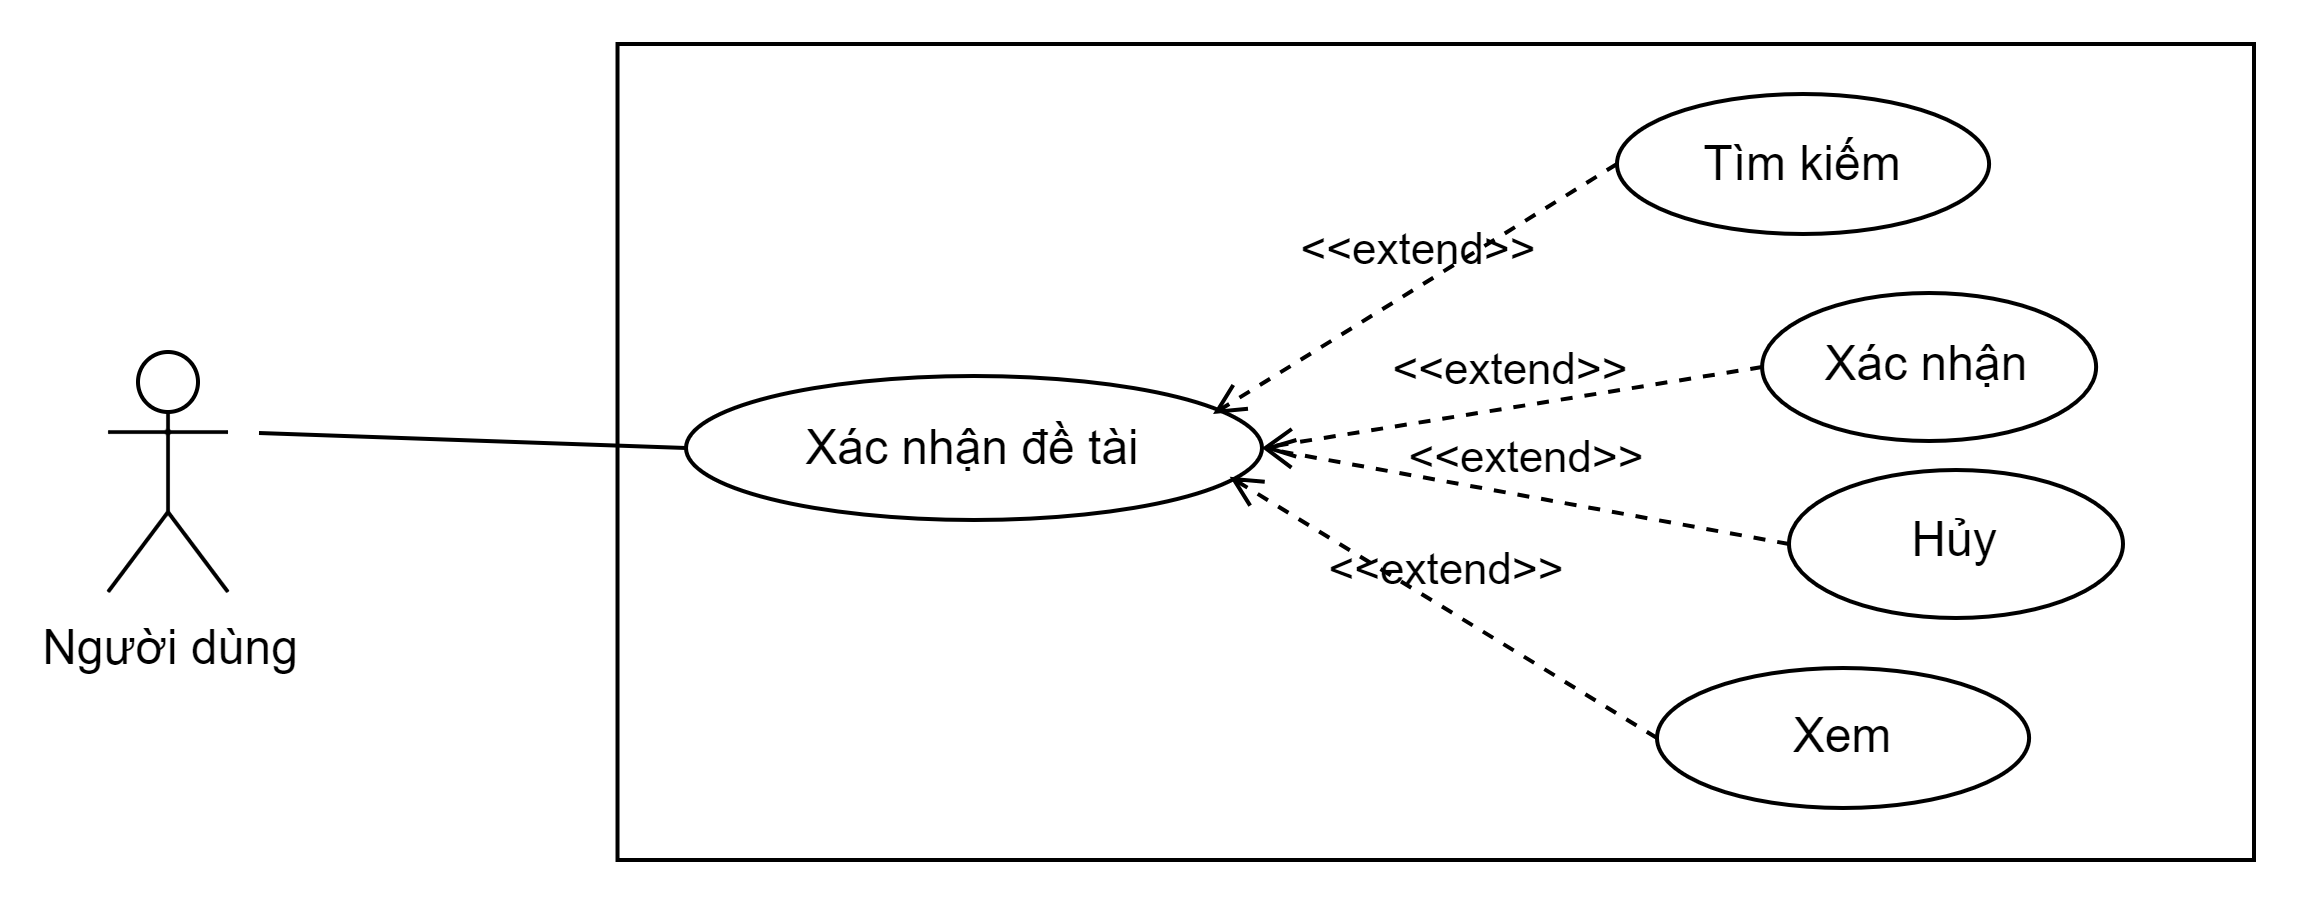 Tìm kiếm
<<extend>>
<<extend>>
Xác nhận
Xác nhận đề tài
<<extend>>
Hủy
<<extend>>
Người dùng
Xem